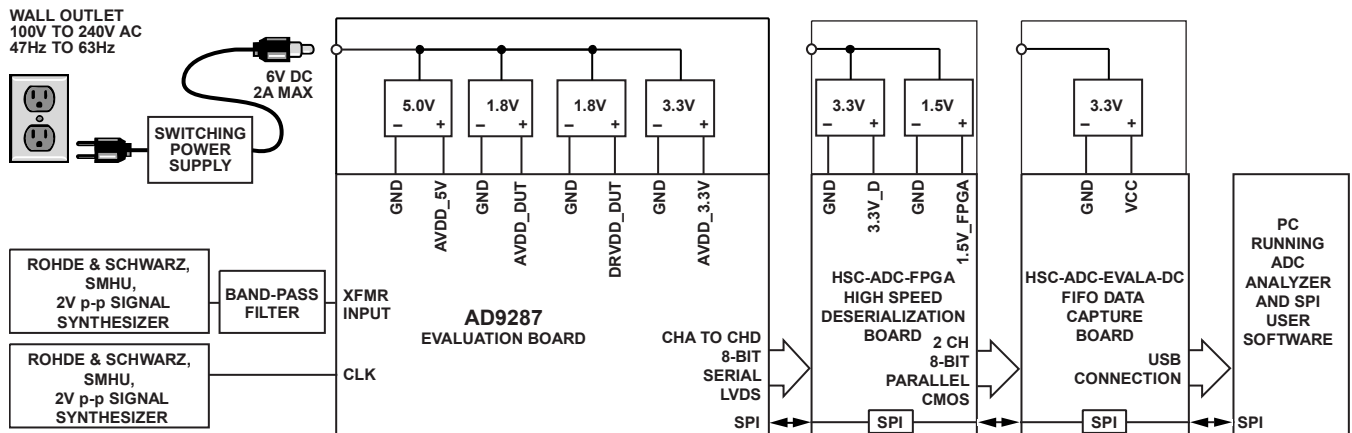 WALL OUTLET
100V TO 240V AC
47Hz TO 63Hz
6V DC
2A MAX
SWITCHING
POWER
SUPPLY
5.0V
– +
1.8V
– +
1.8V
– +
3.3V
– +
GND
AVDD_5V
GND
AVDD_DUT
GND
DRVDD_DUT
GND
AVDD_3.3V
3.3V
– +
1.5V
– +
GND
3.3V_D
GND
1.5V_FPGA
3.3V
– +
GND
VCC
ROHDE & SCHWARZ,
SMHU,
2V p-p SIGNAL
SYNTHESIZER
BAND-PASS
FILTER
XFMR
INPUT
ROHDE & SCHWARZ,
SMHU,
2V p-p SIGNAL
SYNTHESIZER
CLK
AD9287
EVALUATION BOARD
CHA TO CHD
8-BIT
SERIAL
LVDS
SPI
HSC-ADC-FPGA
HIGH SPEED
DESERIALIZATION
BOARD
2 CH
8-BIT
PARALLEL
CMOS
SPI
HSC-ADC-EVALA-DC
FIFO DATA
CAPTURE
BOARD
USB
CONNECTION
SPI
PC
RUNNING
ADC
ANALYZER
AND SPI
USER
SOFTWARE
SPI